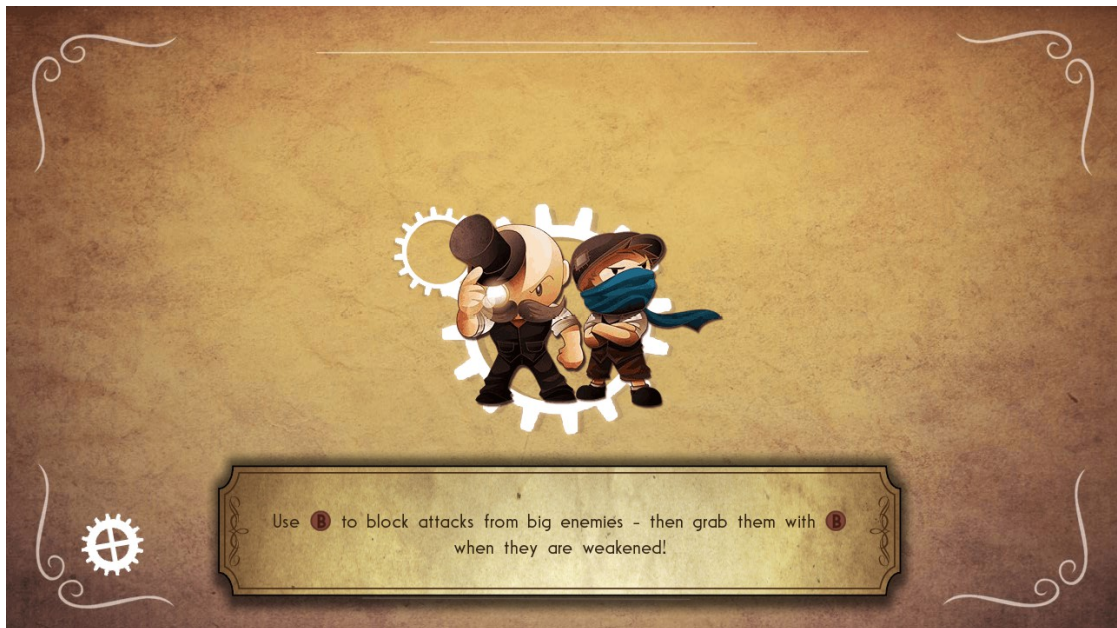 Use B to block attacks from big enemies - then grab them with B
when they are weakened!